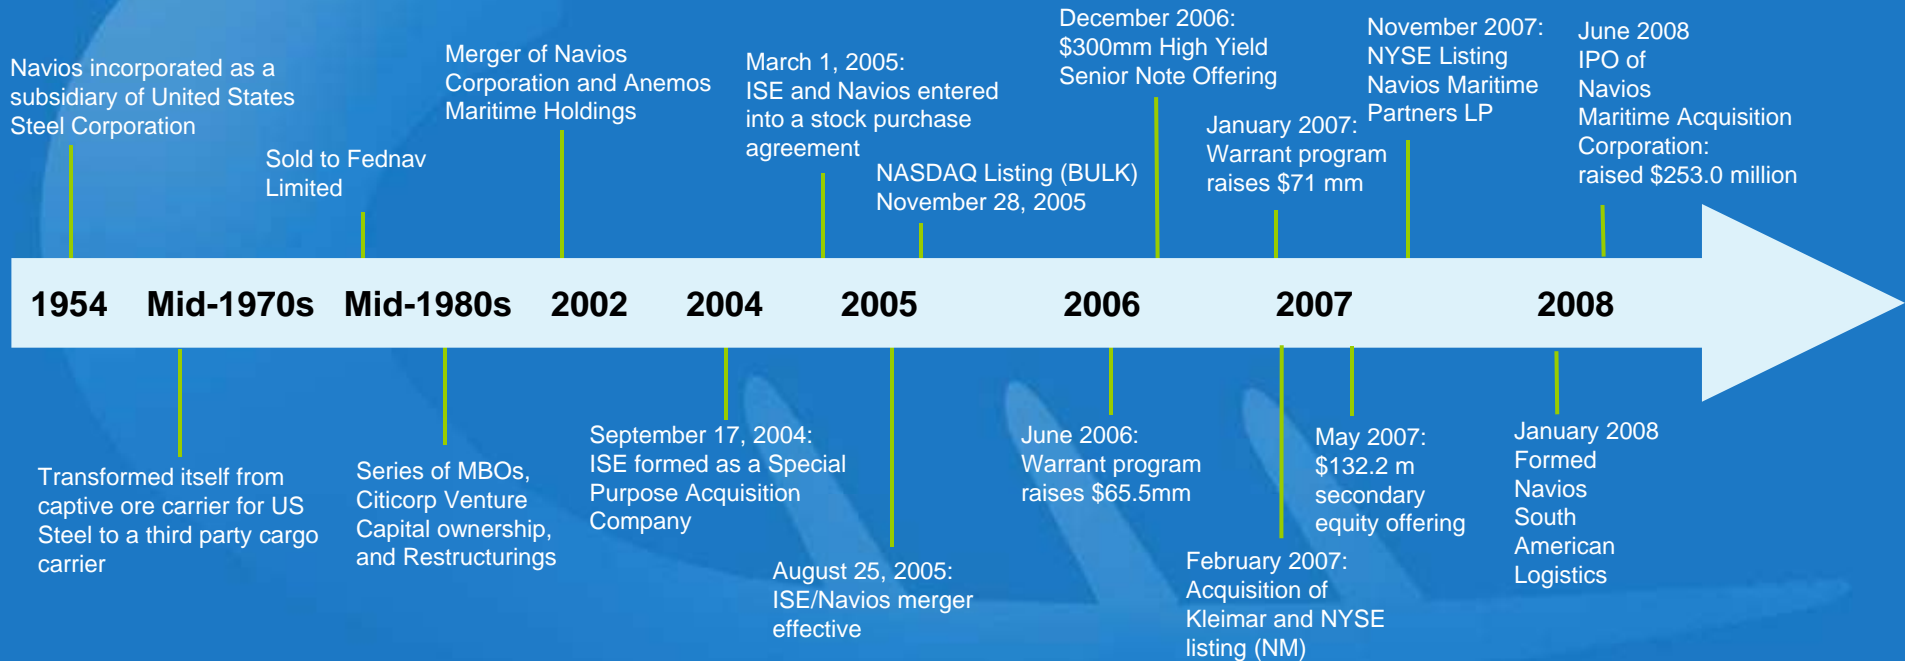 Navios incorporated as a
subsidiary of United States
Steel Corporation
Sold to Fednav
Limited
Merger of Navios
Corporation and Anemos
Maritime Holdings
March 1, 2005:
ISE and Navios entered
into a stock purchase
agreement
NASDAQ Listing (BULK)
November 28, 2005
December 2006:
$300mm High Yield
Senior Note Offering
January 2007:
Warrant program
raises $71 mm
November 2007:
NYSE Listing
Navios Maritime
Partners LP
June 2008
IPO of
Navios
Maritime Acquisition
Corporation:
raised $253.0 million
1954 Mid-1970s Mid-1980s 2002 2004 2005 2006 2007 2008
Transformed itself from
captive ore carrier for US
Steel to a third party cargo
carrier
Series of MBOs,
Citicorp Venture
Capital ownership,
and Restructurings
September 17, 2004:
ISE formed as a Special
Purpose Acquisition
Company
August 25, 2005:
ISE/Navios merger
effective
June 2006:
Warrant program
raises $65.5mm
February 2007:
Acquisition of
Kleimar and NYSE
listing (NM)
May 2007:
$132.2 m
secondary
equity offering
January 2008
Formed
Navios
South
American
Logistics